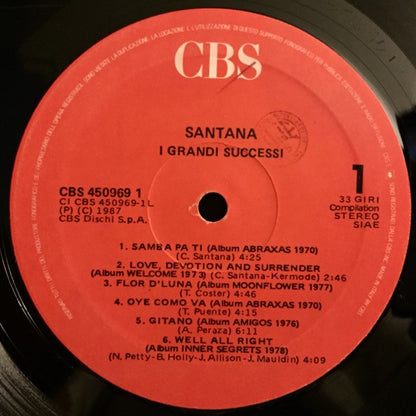 CBS
SANTANA
I GRANDI SUCCESSI
CBS 450969 1
CI CBS 450969-1L
(P) (C) 1987
CBS Dischi S.p.A.
1
33 GIRI
Compilation
STEREO
SIAE
1. SAMBA PA TI (Album ABRAXAS 1970)
(C. Santana) 4:25
2. LOVE, DEVOTION AND SURRENDER
(Album WELCOME 1973) (C. Santana-Kermode) 2:46
3. FLOR D'LUNA (Album MOONFLOWER 1977)
(T. Coster) 4:46
4. OYE COMO VA (Album ABRAXAS 1970)
(T. Puente) 4:15
5. GITANO (Album AMIGOS 1976)
(A. Peraza) 6:11
6. WELL ALL RIGHT
(Album INNER SEGRETS 1978)
(N. Petty-B. Holly-J. Allison-J. Mauldin) 4:09